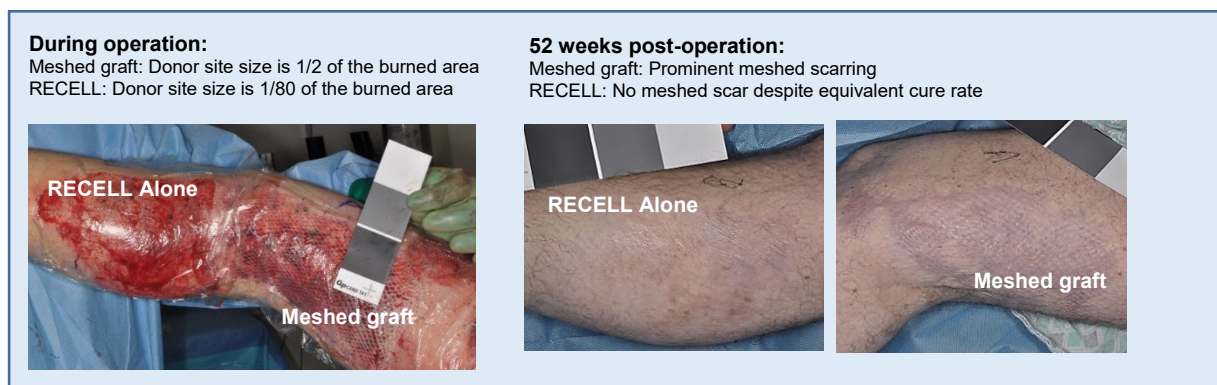 During operation:
Meshed graft: Donor site size is 1/2 of the burned area
RECELL: Donor site size is 1/80 of the burned area
52 weeks post-operation:
Meshed graft: Prominent meshed scarring
RECELL: No meshed scar despite equivalent cure rate
RECELL Alone
Meshed graft
RECELL Alone
Meshed graft